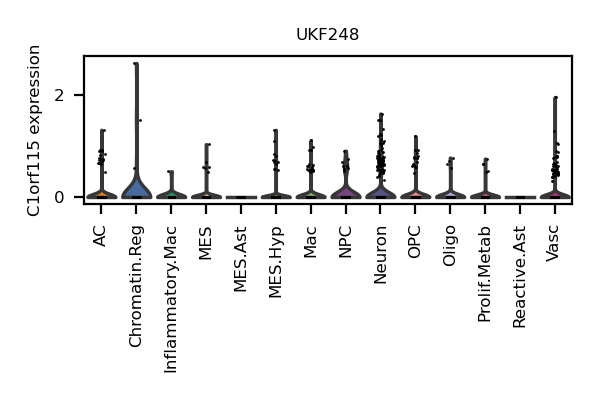 UKF248
C1orf115 expression
2
0
AC
Chromatin.Reg
Inflammatory.Mac
MES
MES.Ast
MES.Hyp
Mac
NPC
Neuron
OPC
Oligo
Prolif.Metab
Reactive.Ast
Vasc